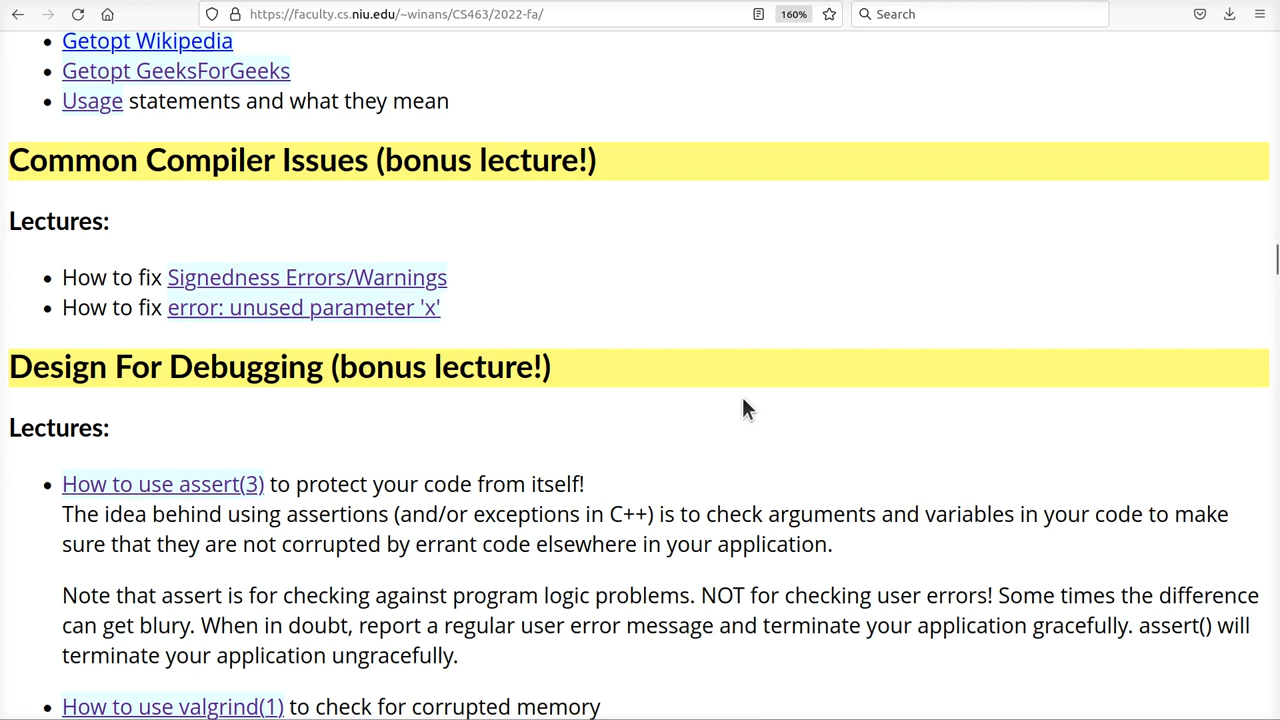 https://faculty.cs.niu.edu/~winans/CS463/2022-fa/ 160% Search
Getopt Wikipedia
Getopt GeeksForGeeks
Usage statements and what they mean
Common Compiler Issues (bonus lecture!)
Lectures:
How to fix Signedness Errors/Warnings
How to fix error: unused parameter 'x'
Design For Debugging (bonus lecture!)
Lectures:
How to use assert(3) to protect your code from itself!
The idea behind using assertions (and/or exceptions in C++) is to check arguments and variables in your code to make
sure that they are not corrupted by errant code elsewhere in your application.
Note that assert is for checking against program logic problems. NOT for checking user errors! Some times the difference
can get blury. When in doubt, report a regular user error message and terminate your application gracefully. assert() will
terminate your application ungracefully.
How to use valgrind(1) to check for corrupted memory